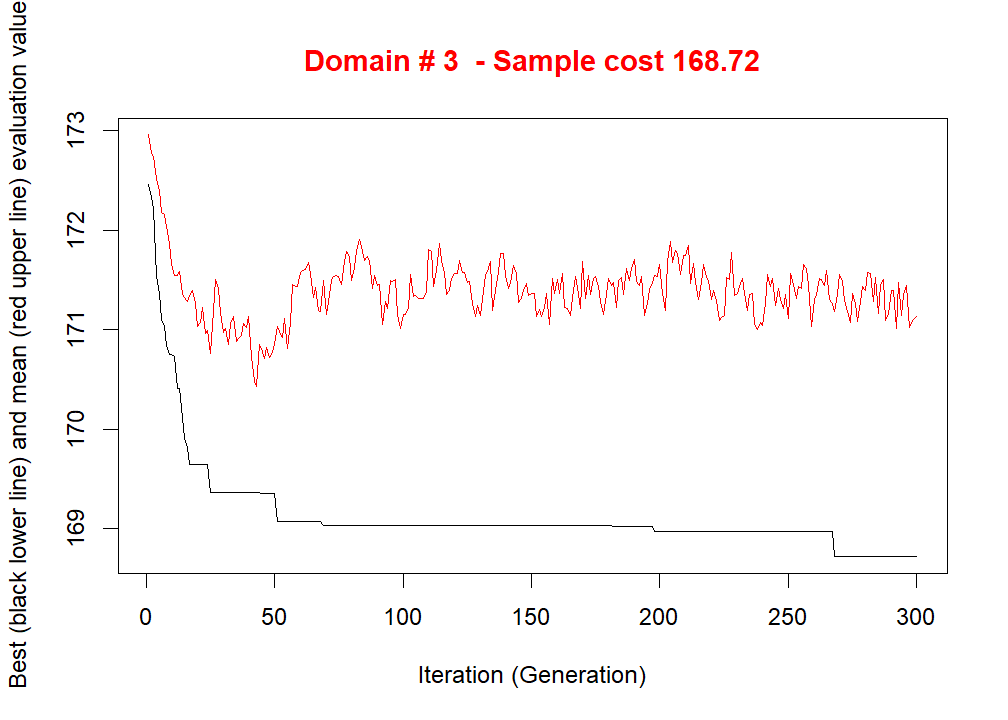 Domain # 3  - Sample cost 168.72
Best (black lower line) and mean (red upper line) evaluation value
173
172
171
170
169
0 50 100 150 200 250 300
Iteration (Generation)